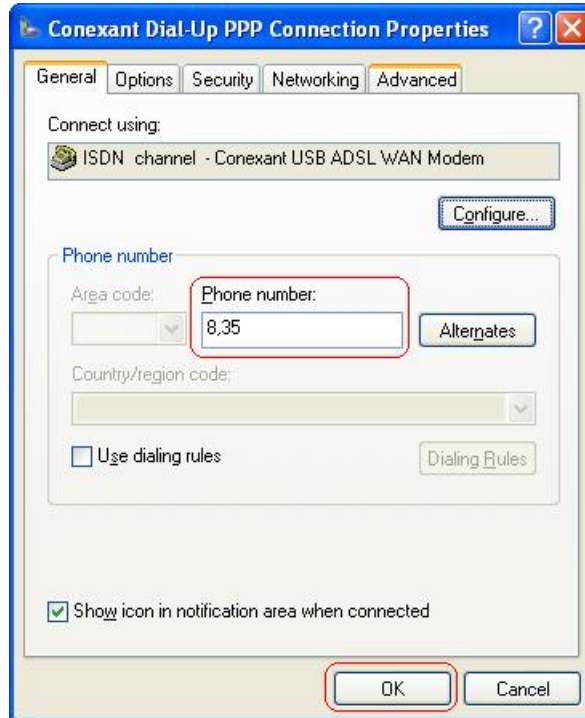 Conexant Dial-Up PPP Connection Properties
General Options Security Networking Advanced
Connect using:
ISDN channel - Conexant USB ADSL WAN Modem
Configure...
Phone number
Area code: Phone number:
8,35 Alternates
Country/region code:
Use dialing rules Dialing Rules
Show icon in notification area when connected
OK Cancel